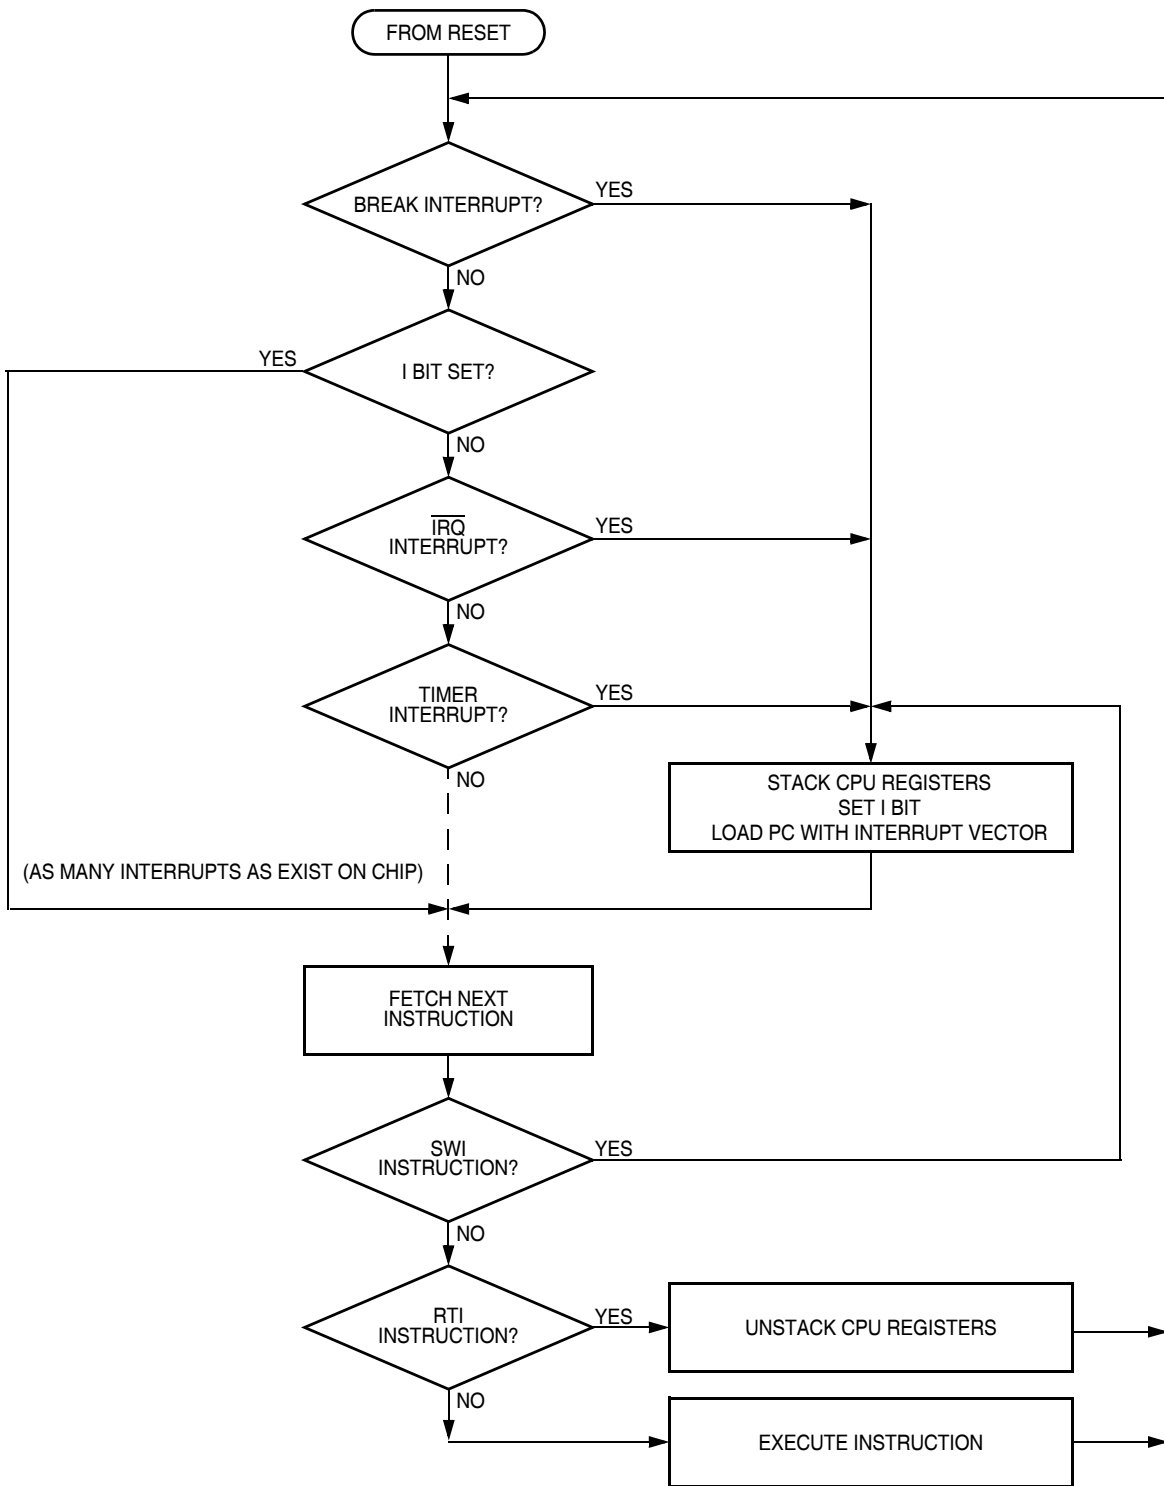 FROM RESET
BREAK INTERRUPT?
YES
NO
YES
I BIT SET?
NO
IRQ
INTERRUPT?
YES
NO
TIMER
INTERRUPT?
YES
NO
STACK CPU REGISTERS
SET I BIT
LOAD PC WITH INTERRUPT VECTOR
(AS MANY INTERRUPTS AS EXIST ON CHIP)
FETCH NEXT
INSTRUCTION
SWI
INSTRUCTION?
YES
NO
RTI
INSTRUCTION?
YES
UNSTACK CPU REGISTERS
NO
EXECUTE INSTRUCTION